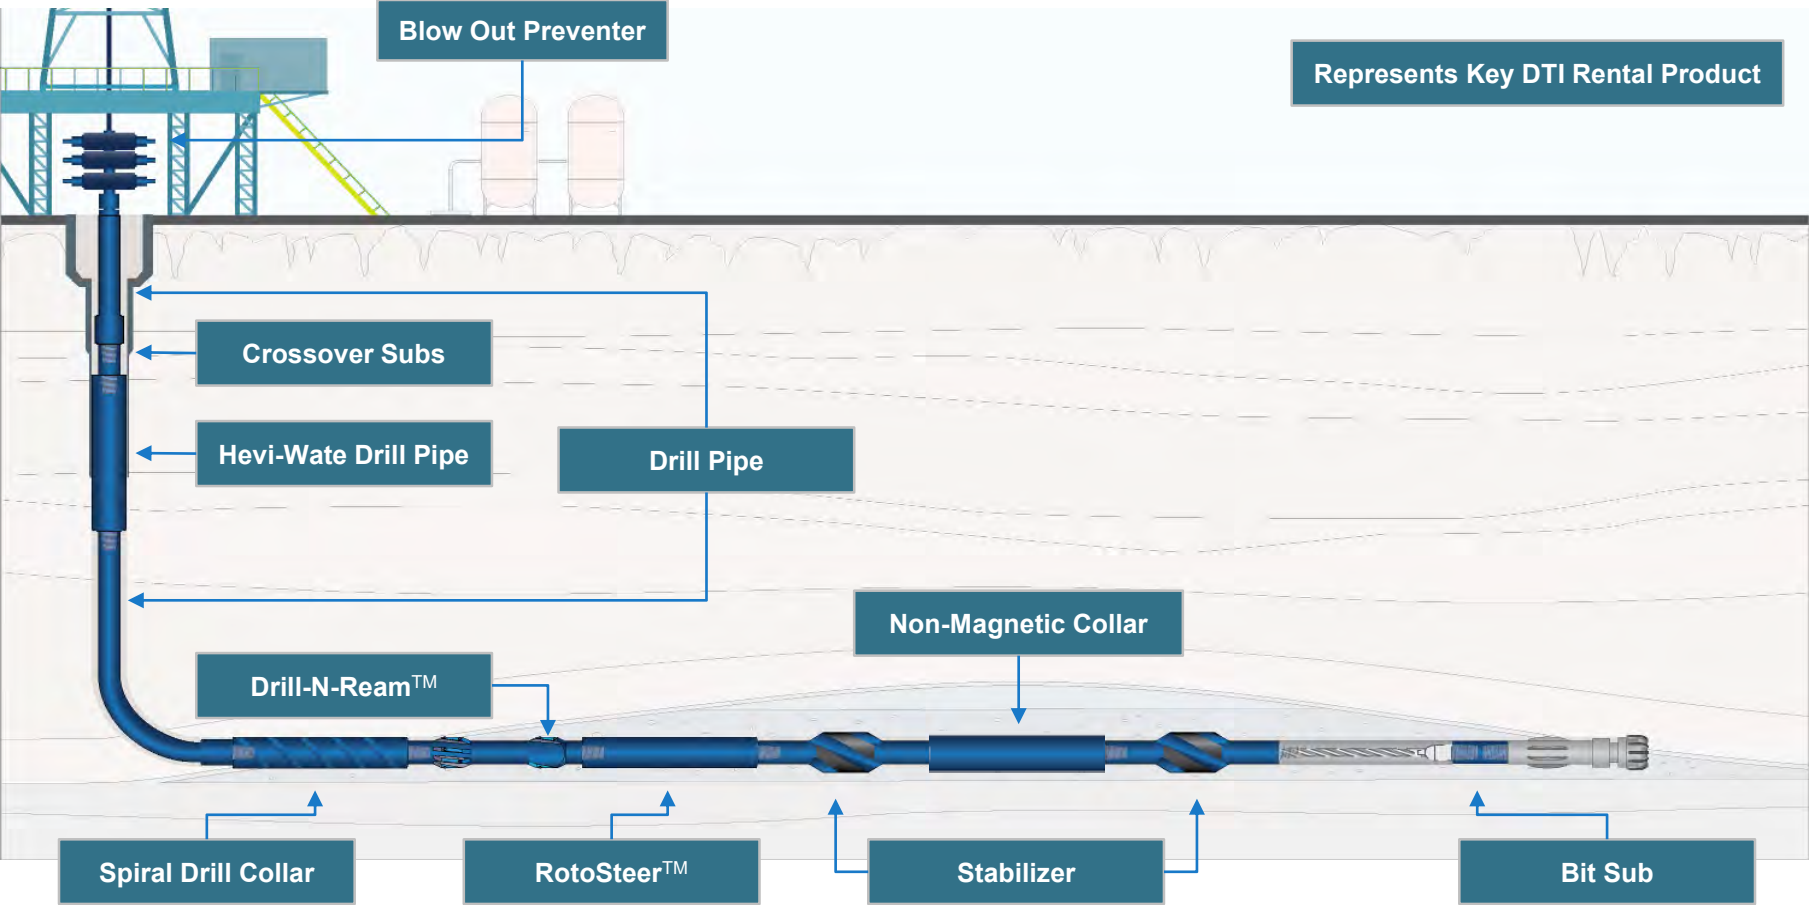 Blow Out Preventer
Represents Key DTI Rental Product
Crossover Subs
Hevi-Wate Drill Pipe
Drill Pipe
Non-Magnetic Collar
Drill-N-Ream™
Spiral Drill Collar
RotoSteer™
Stabilizer
Bit Sub